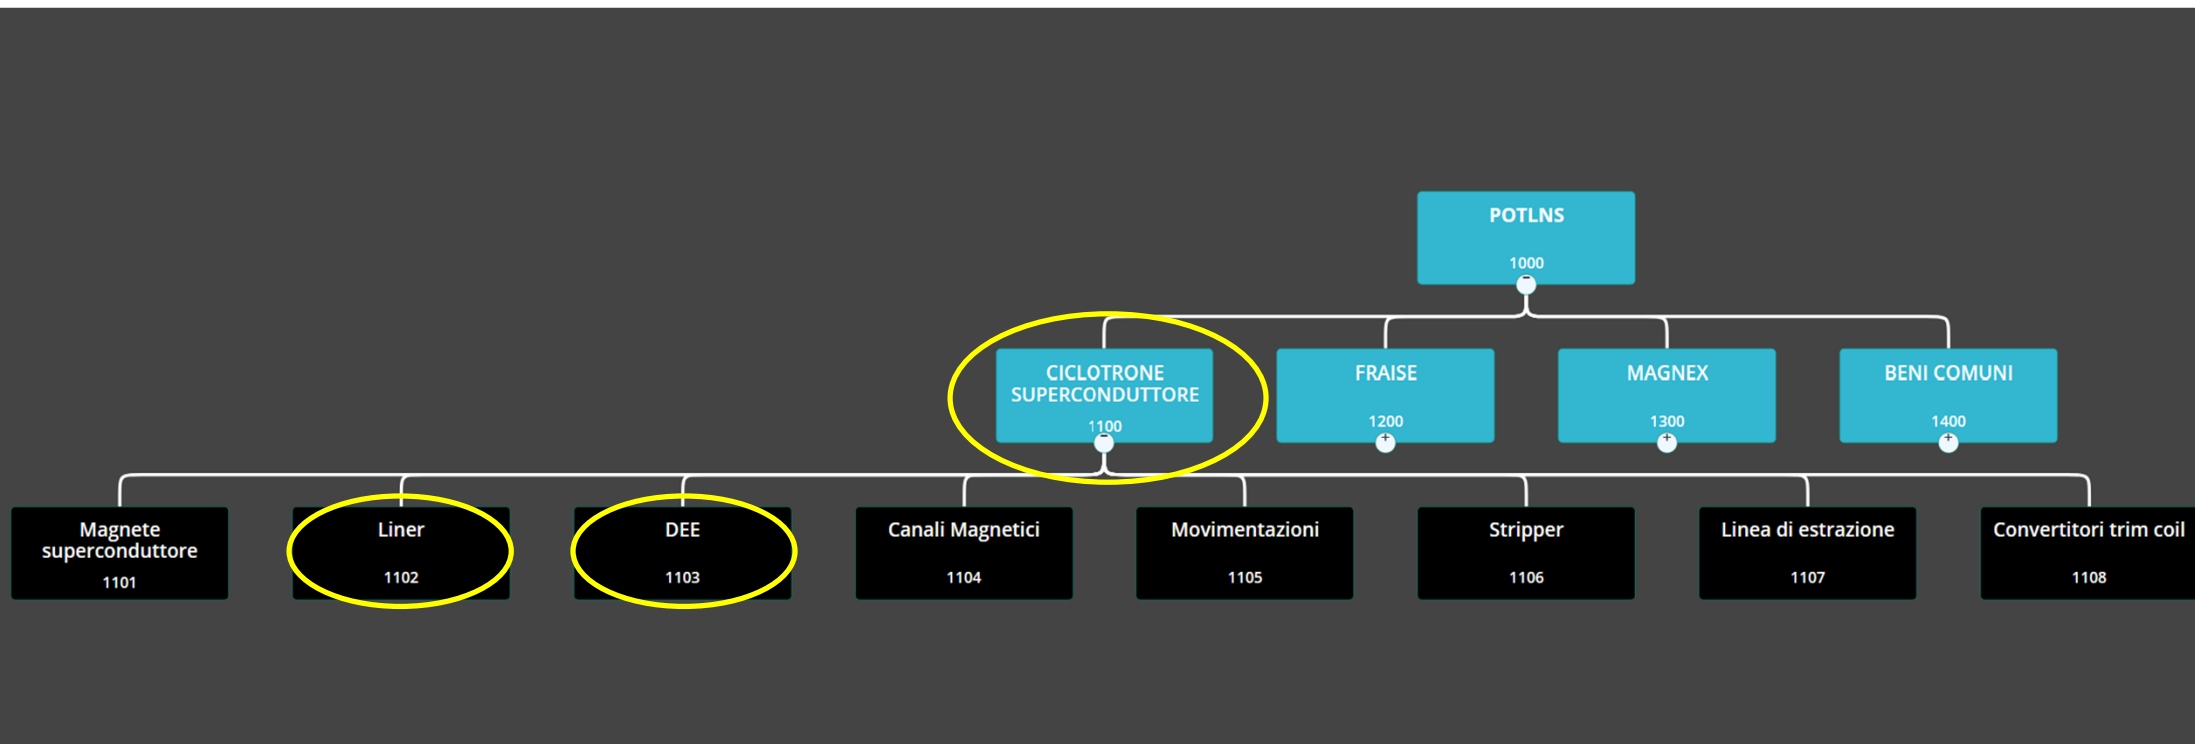 POTLNS
1000
CICLOTRONE
SUPERCONDUTTORE
1100
FRAISE
1200
MAGNEX
1300
BENI COMUNI
1400
Magnete
superconduttore
1101
Liner
1102
DEE
1103
Canali Magnetici
1104
Movimentazioni
1105
Stripper
1106
Linea di estrazione
1107
Convertitori trim coil
1108